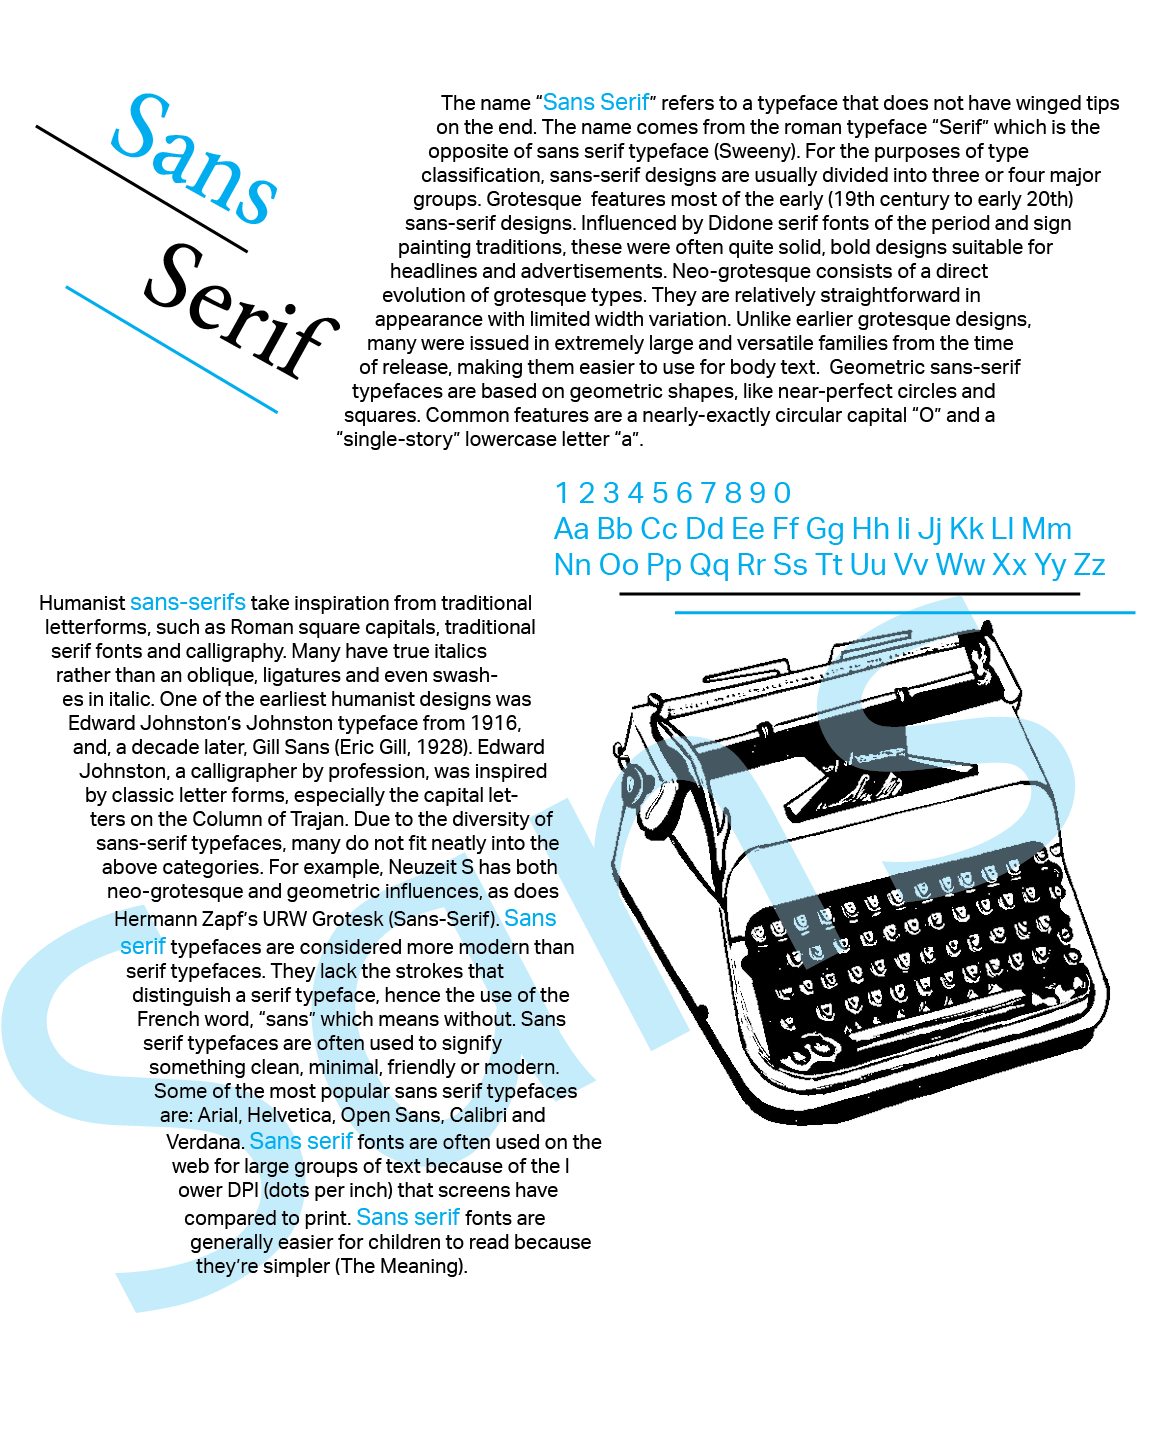 Sans
Serif
The name “Sans Serif” refers to a typeface that does not have winged tips
on the end. The name comes from the roman typeface “Serif” which is the
opposite of sans serif typeface (Sweeny). For the purposes of type
classification, sans-serif designs are usually divided into three or four major
groups. Grotesque  features most of the early (19th century to early 20th)
sans-serif designs. Influenced by Didone serif fonts of the period and sign
painting traditions, these were often quite solid, bold designs suitable for
headlines and advertisements. Neo-grotesque consists of a direct
evolution of grotesque types. They are relatively straightforward in
appearance with limited width variation. Unlike earlier grotesque designs,
many were issued in extremely large and versatile families from the time
of release, making them easier to use for body text.  Geometric sans-serif
typefaces are based on geometric shapes, like near-perfect circles and
squares. Common features are a nearly-exactly circular capital “O” and a
“single-story” lowercase letter “a”.
1 2 3 4 5 6 7 8 9 0
Aa Bb Cc Dd Ee Ff Gg Hh Ii Jj Kk Ll Mm
Nn Oo Pp Qq Rr Ss Tt Uu Vv Ww Xx Yy Zz
Humanist sans-serifs take inspiration from traditional
letterforms, such as Roman square capitals, traditional
serif fonts and calligraphy. Many have true italics
rather than an oblique, ligatures and even swash-
es in italic. One of the earliest humanist designs was
Edward Johnston’s Johnston typeface from 1916,
and, a decade later, Gill Sans (Eric Gill, 1928). Edward
Johnston, a calligrapher by profession, was inspired
by classic letter forms, especially the capital let-
ters on the Column of Trajan. Due to the diversity of
sans-serif typefaces, many do not fit neatly into the
above categories. For example, Neuzeit S has both
neo-grotesque and geometric influences, as does
Hermann Zapf’s URW Grotesk (Sans-Serif). Sans
serif typefaces are considered more modern than
serif typefaces. They lack the strokes that
distinguish a serif typeface, hence the use of the
French word, “sans” which means without. Sans
serif typefaces are often used to signify
something clean, minimal, friendly or modern.
Some of the most popular sans serif typefaces
are: Arial, Helvetica, Open Sans, Calibri and
Verdana. Sans serif fonts are often used on the
web for large groups of text because of the l
ower DPI (dots per inch) that screens have
compared to print. Sans serif fonts are
generally easier for children to read because
they’re simpler (The Meaning).
Sans